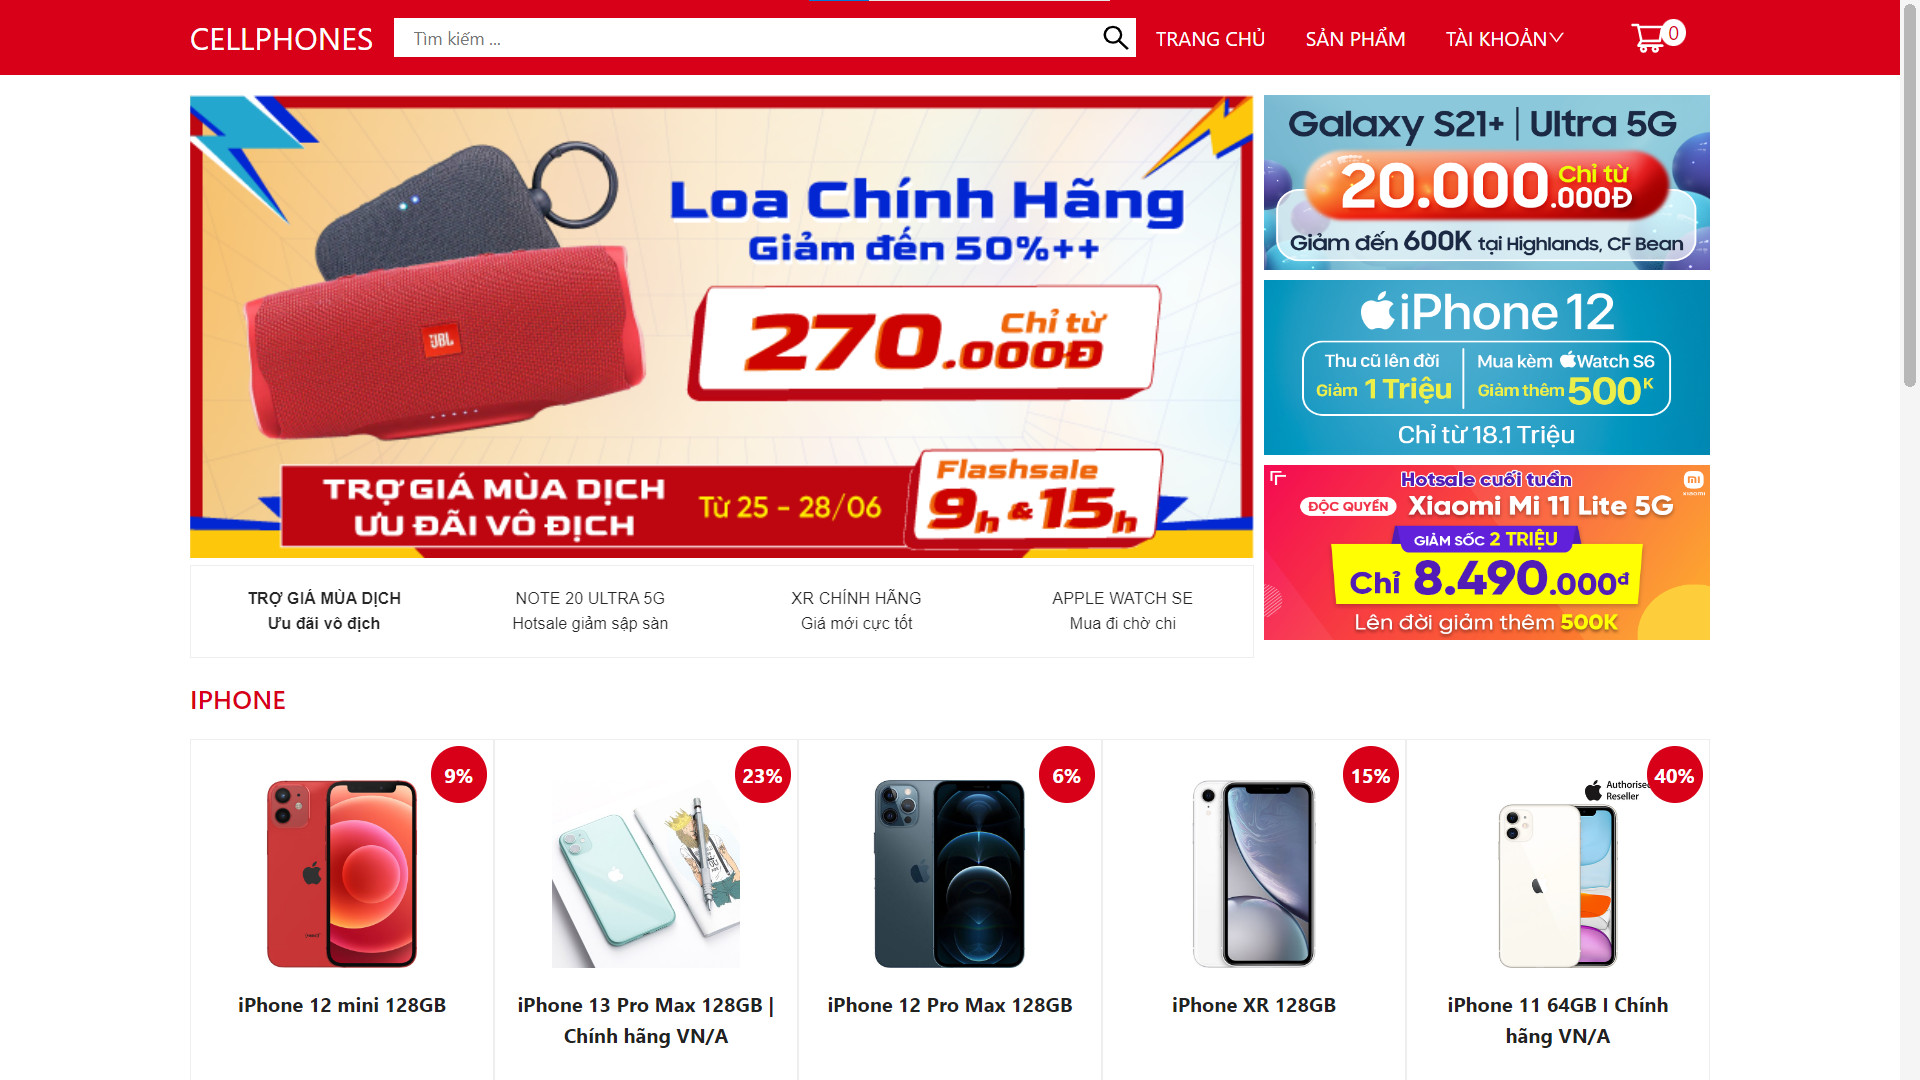 CELLPHONES
Tìm kiếm ...
TRANG CHỦ
SẢN PHẨM
TÀI KHOẢN
0
Loa Chính Hãng
Giảm đến 50%++
Chỉ từ
270.000Đ
JBL
TRỢ GIÁ MÙA DỊCH
ƯU ĐÃI VÔ ĐỊCH
Từ 25 - 28/06
Flashsale
9h & 15h
Galaxy S21+ | Ultra 5G
20.000.000Đ Chỉ từ
Giảm đến 600K tại Highlands, CF Bean
iPhone 12
Thu cũ lên đời
Giảm 1 Triệu
Mua kèm Watch S6
Giảm thêm 500K
Chỉ từ 18.1 Triệu
Hotsale cuối tuần
ĐỘC QUYỀN Xiaomi Mi 11 Lite 5G
GIẢM SỐC 2 TRIỆU
Chỉ 8.490.000đ
Lên đời giảm thêm 500K
mi
xiaomi
TRỢ GIÁ MÙA DỊCH
Ưu đãi vô địch
NOTE 20 ULTRA 5G
Hotsale giảm sập sàn
XR CHÍNH HÃNG
Giá mới cực tốt
APPLE WATCH SE
Mua đi chờ chi
IPHONE
9%
iPhone 12 mini 128GB
23%
iPhone 13 Pro Max 128GB |
Chính hãng VN/A
6%
iPhone 12 Pro Max 128GB
15%
iPhone XR 128GB
40%
Authorised
Reseller
iPhone 11 64GB I Chính
hãng VN/A